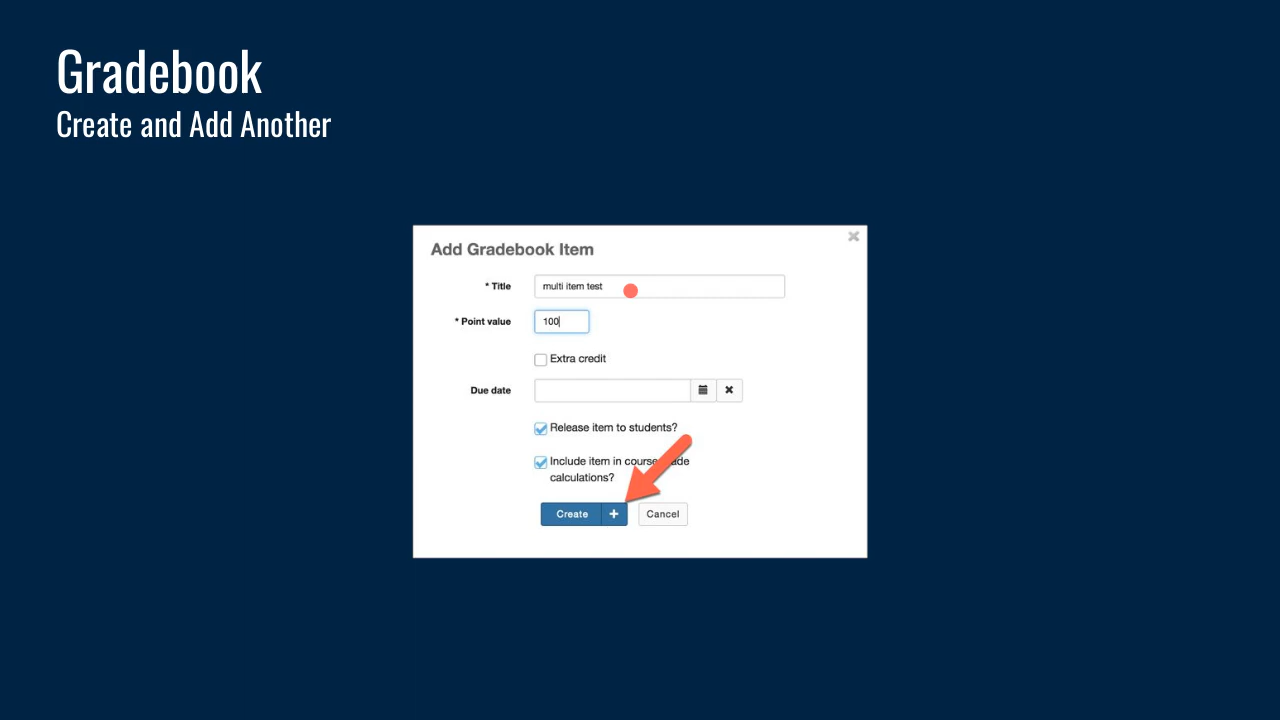 Gradebook
Create and Add Another
Add Gradebook Item
* Title
multi item test
* Point value
100
Extra credit
Due date
Release item to students?
Include item in course
calculations?
Create +
Cancel